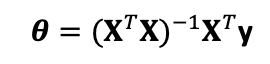 𝜽 = (𝐗ᵀ𝐗)⁻¹𝐗ᵀ𝐲